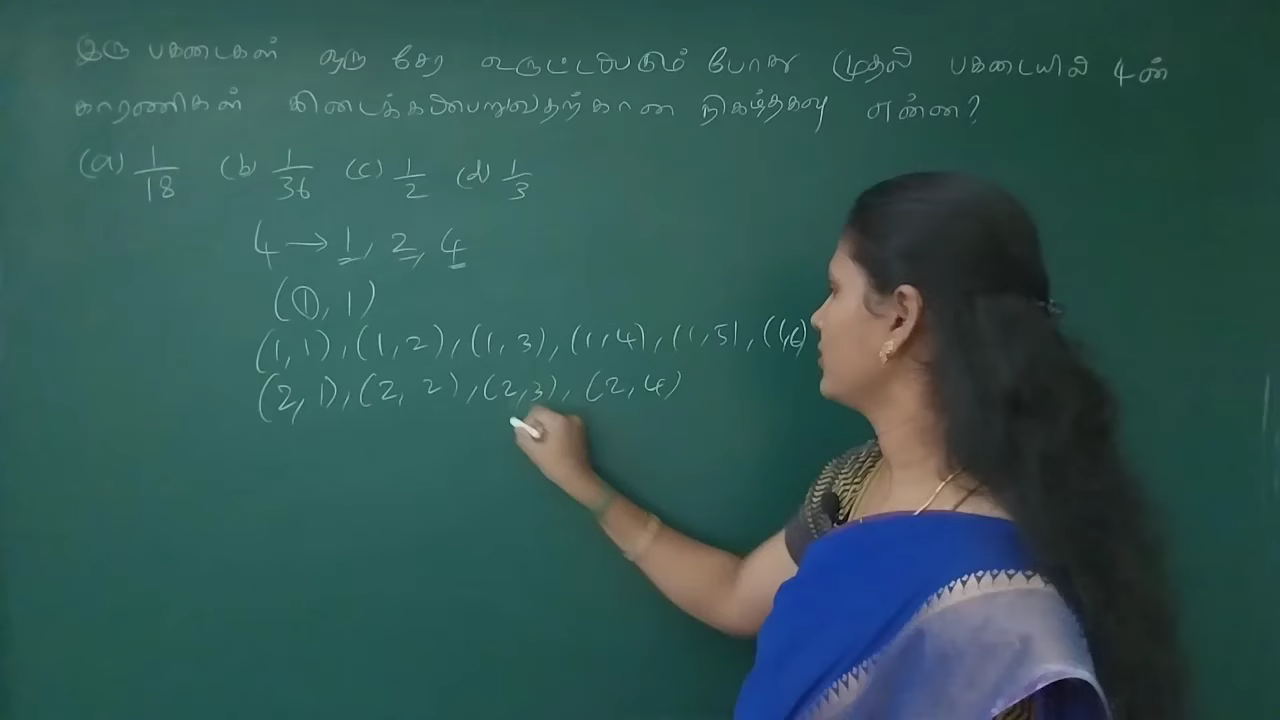 இரு பகடைகள் ஒரு சேர உருட்டப்படும் போது முதல் பகடையில் 4ன்
காரணிகள் கிடைக்கப்பெறுவதற்கான நிகழ்தகவு என்ன?
(a) 1/18 (b) 1/36 (c) 1/2 (d) 1/3
4 → 1, 2, 4
(1, 1)
(1, 1), (1, 2), (1, 3), (1, 4), (1, 5), (1, 6)
(2, 1), (2, 2), (2, 3), (2, 4)